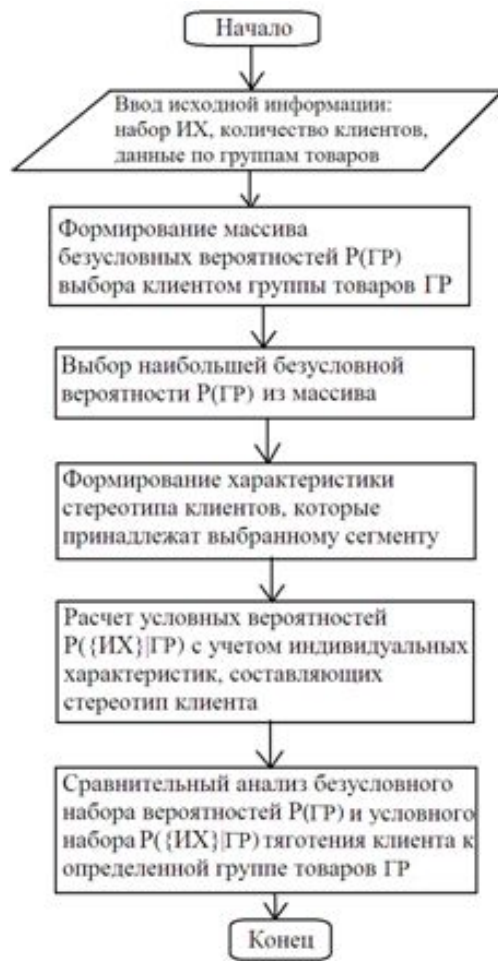 Начало
Ввод исходной информации:
набор ИХ, количество клиентов,
данные по группам товаров
Формирование массива
безусловных вероятностей P(ГР)
выбора клиентом группы товаров ГР
Выбор наибольшей безусловной
вероятности P(ГР) из массива
Формирование характеристики
стереотипа клиентов, которые
принадлежат выбранному сегменту
Расчет условных вероятностей
P({ИХ}|ГР) с учетом индивидуальных
характеристик, составляющих
стереотип клиента
Сравнительный анализ безусловного
набора вероятностей P(ГР) и условного
набора P({ИХ}|ГР) тяготения клиента к
определенной группе товаров ГР
Конец